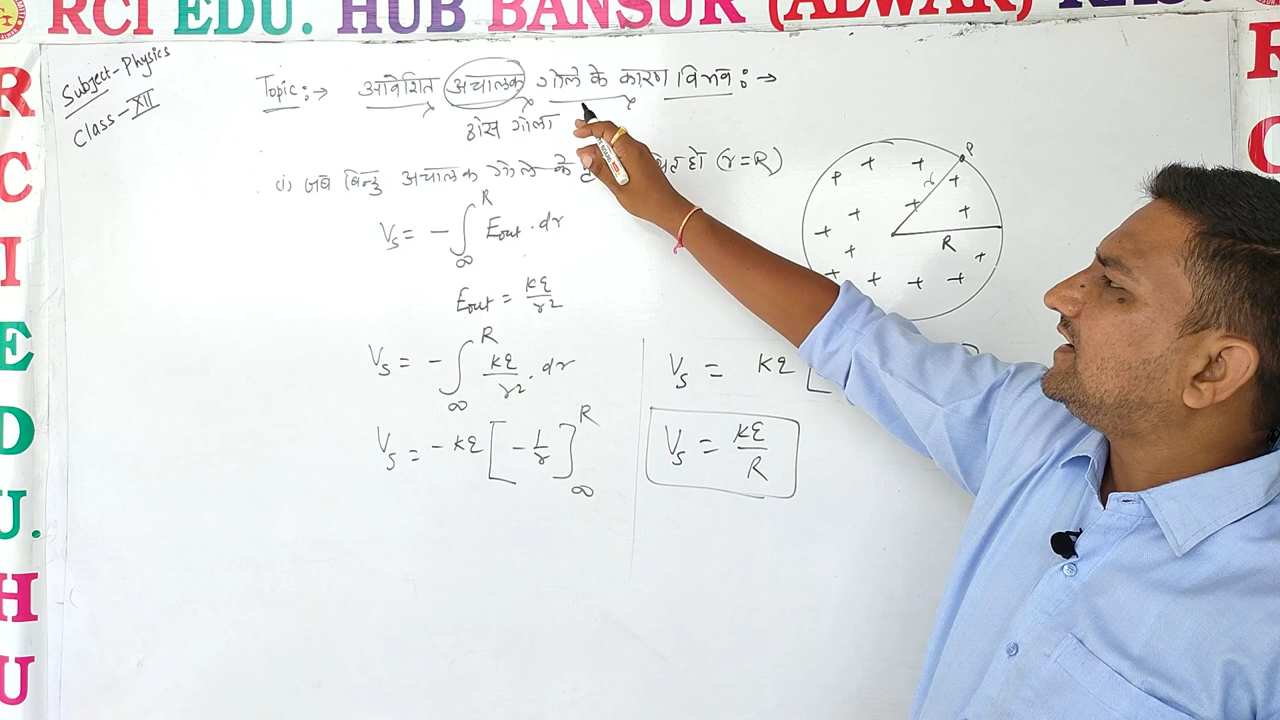 RCI EDU. HUB BANSUR (ALWAR)
Subject-Physics
Class-XII
Topic:→ आवेशित अचालक गोले के कारण विभव:→
ठोस गोला
(i) जब बिन्दु अचालक गोले के हो (r=R)
Vs = - ∫∞^R Eout . dr
Eout = kq/r2
Vs = - ∫∞^R kq/r2 . dr
Vs = -kq [-1/r]∞^R
Vs = kq [
Vs = kq/R
P
r
R
P
+ + + + + + + + + + + + + +
R
C
I
E
D
U.
H
U
R
C